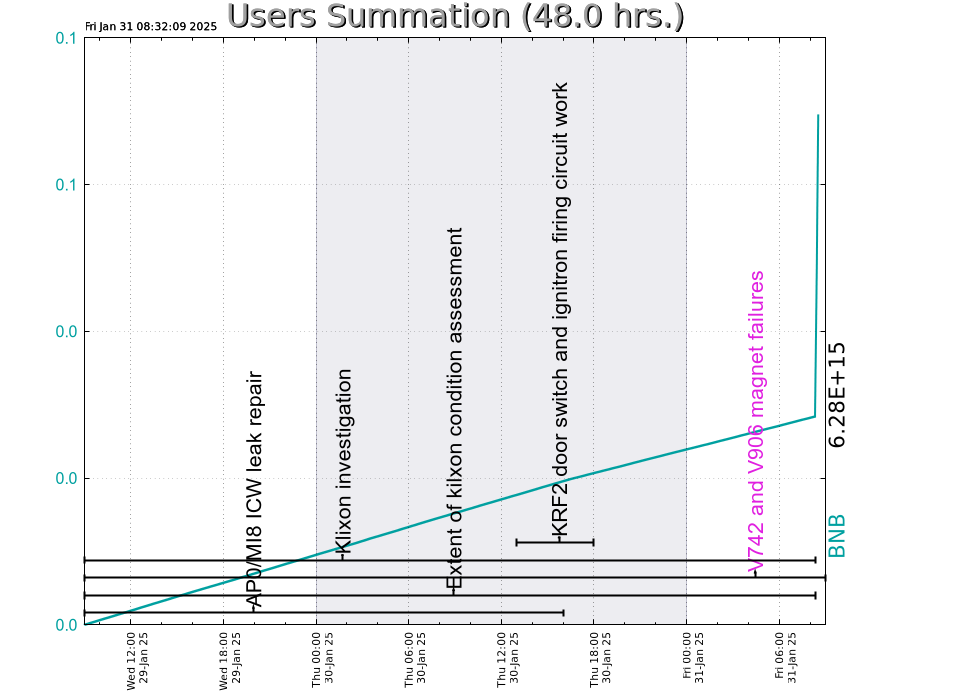 Users Summation (48.0 hrs.)
Fri Jan 31 08:32:09 2025
0.1
0.1
0.0
0.0
0.0
AP0/MI8 ICW leak repair
Klixon investigation
Extent of kilxon condition assessment
KRF2 door switch and ignitron firing circuit work
V742 and V906 magnet failures
6.28E+15
BNB
Wed 12:00
29-Jan 25
Wed 18:00
29-Jan 25
Thu 00:00
30-Jan 25
Thu 06:00
30-Jan 25
Thu 12:00
30-Jan 25
Thu 18:00
30-Jan 25
Fri 00:00
31-Jan 25
Fri 06:00
31-Jan 25